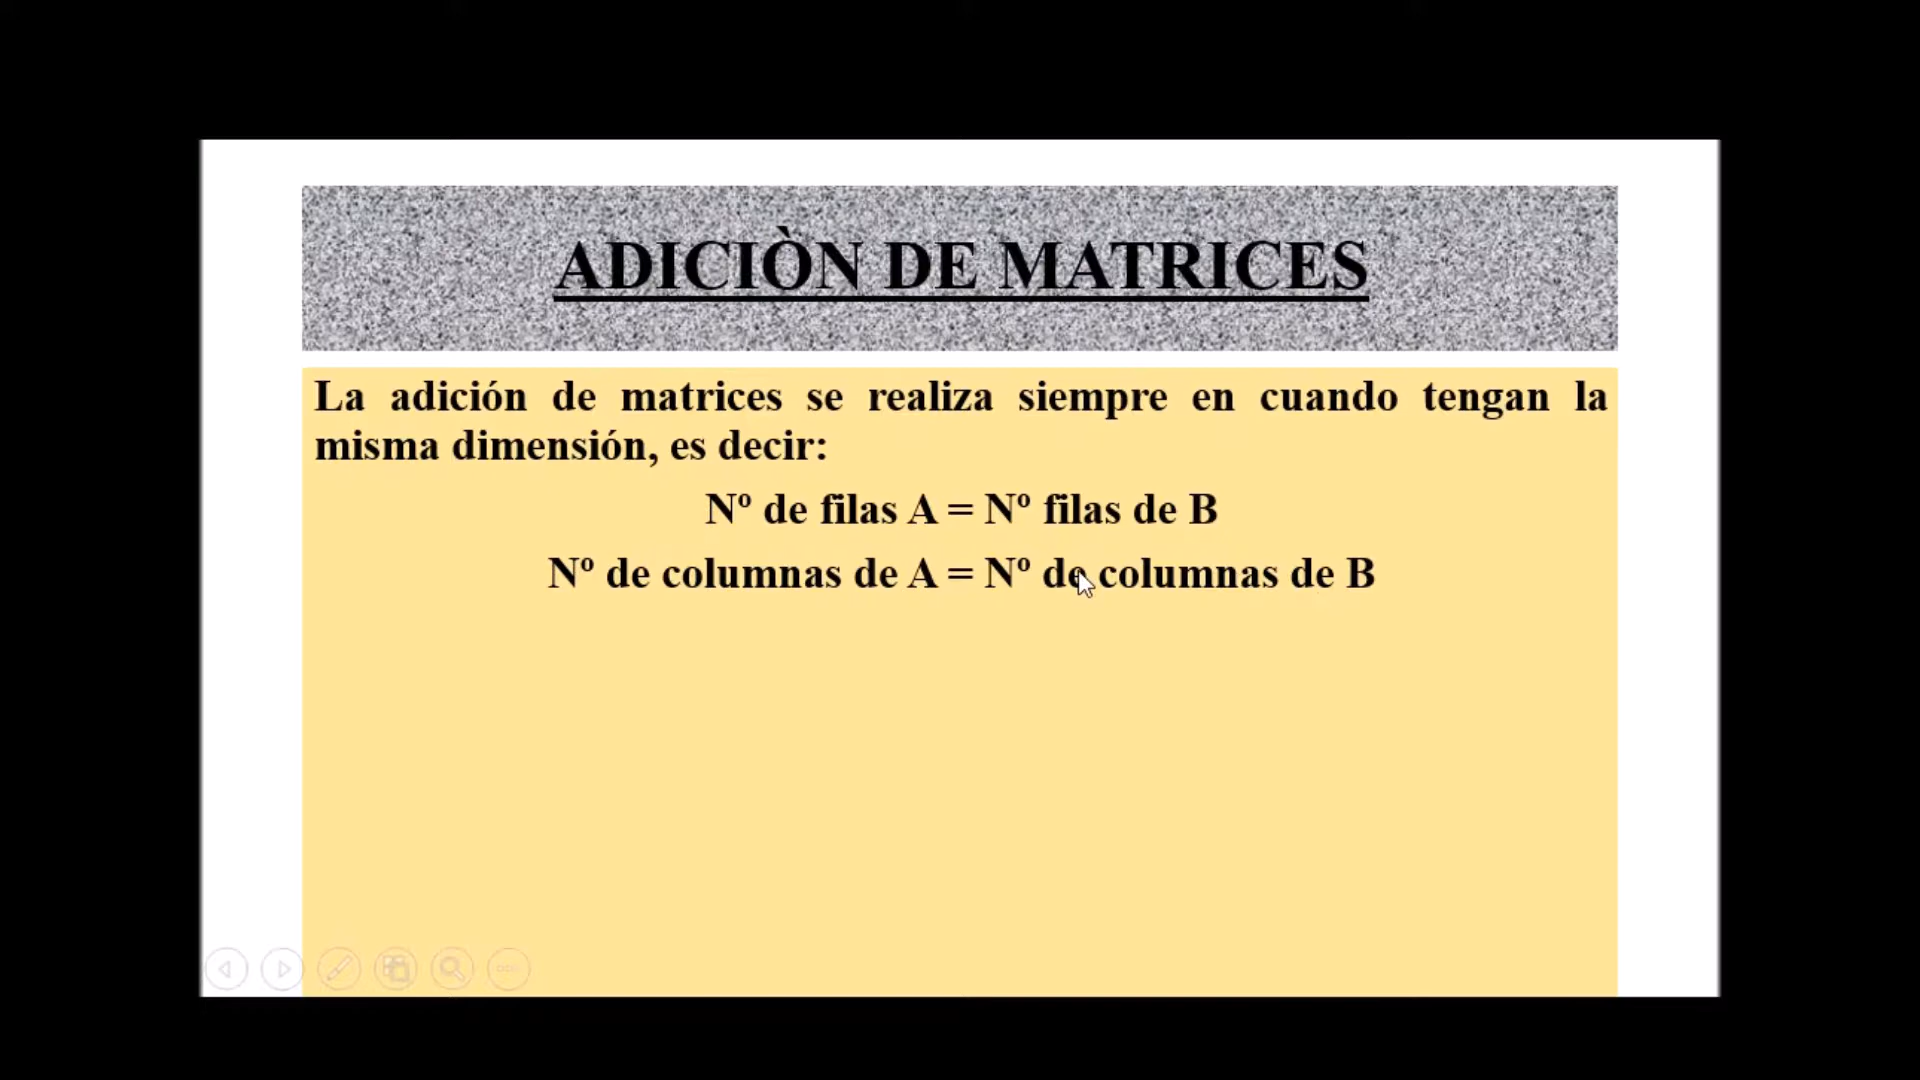 ADICIÒN DE MATRICES
La adición de matrices se realiza siempre en cuando tengan la
misma dimensión, es decir:
Nº de filas A = Nº filas de B
Nº de columnas de A = Nº de columnas de B